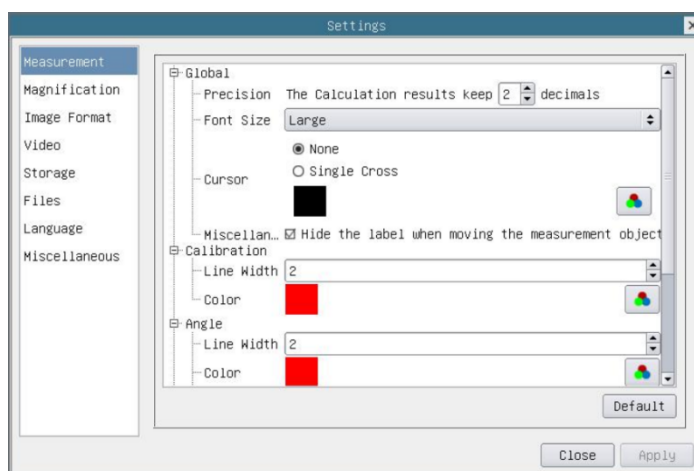 Settings
Measurement
Magnification
Image Format
Video
Storage
Files
Language
Miscellaneous
Global
Precision The Calculation results keep 2 decimals
Font Size Large
None
Single Cross
Cursor
Miscellan... Hide the label when moving the measurement object
Calibration
Line Width 2
Color
Angle
Line Width 2
Color
Default
Close Apply